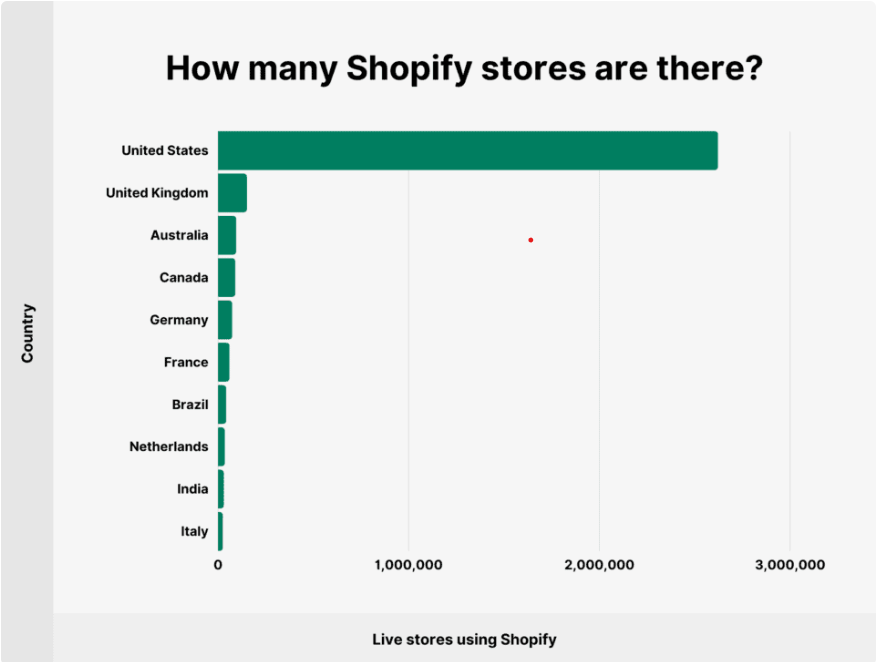 How many Shopify stores are there?
Country
United States
United Kingdom
Australia
Canada
Germany
France
Brazil
Netherlands
India
Italy
0 1,000,000 2,000,000 3,000,000
Live stores using Shopify